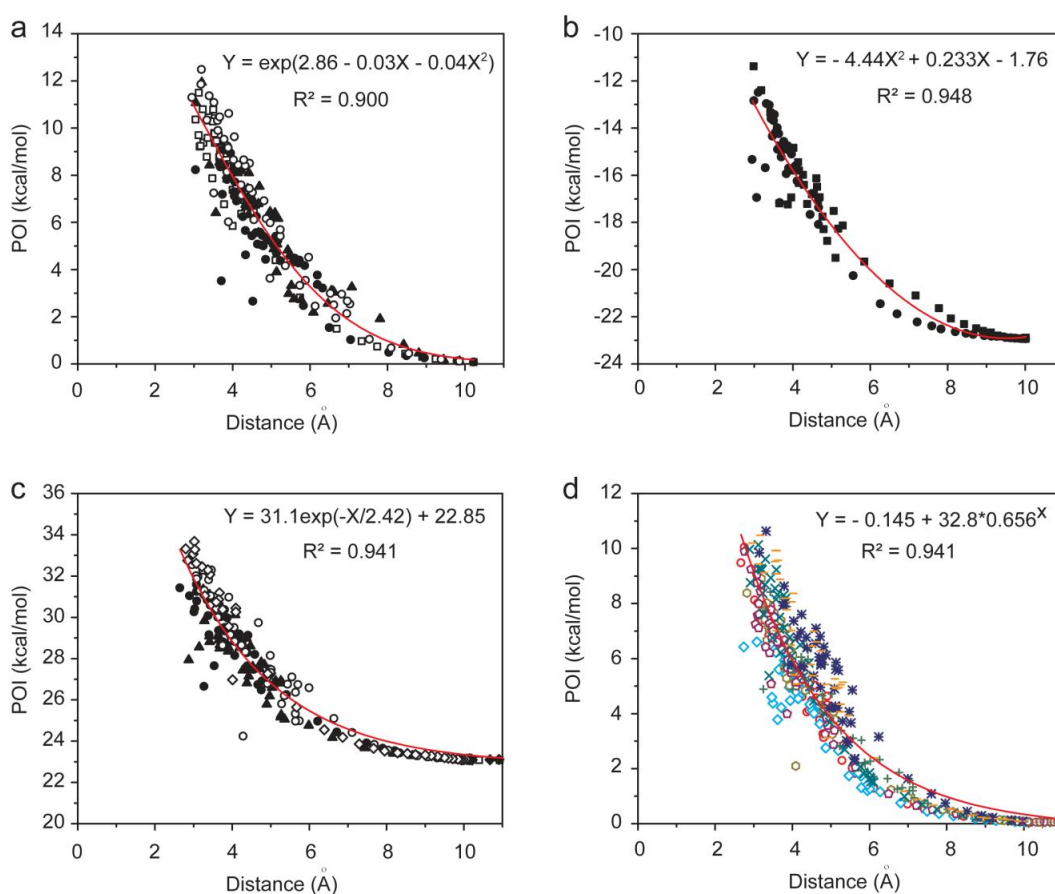 a
Y = exp(2.86 - 0.03X - 0.04X²)
R² = 0.900
POI (kcal/mol)
14
12
10
8
6
4
2
0
0 2 4 6 8 10
Distance (Å)
b
Y = - 4.44X² + 0.233X - 1.76
R² = 0.948
POI (kcal/mol)
-10
-12
-14
-16
-18
-20
-22
-24
0 2 4 6 8 10
Distance (Å)
c
Y = 31.1exp(-X/2.42) + 22.85
R² = 0.941
POI (kcal/mol)
36
34
32
30
28
26
24
22
20
0 2 4 6 8 10
Distance (Å)
d
Y = - 0.145 + 32.8*0.656ˣ
R² = 0.941
POI (kcal/mol)
12
10
8
6
4
2
0
0 2 4 6 8 10
Distance (Å)